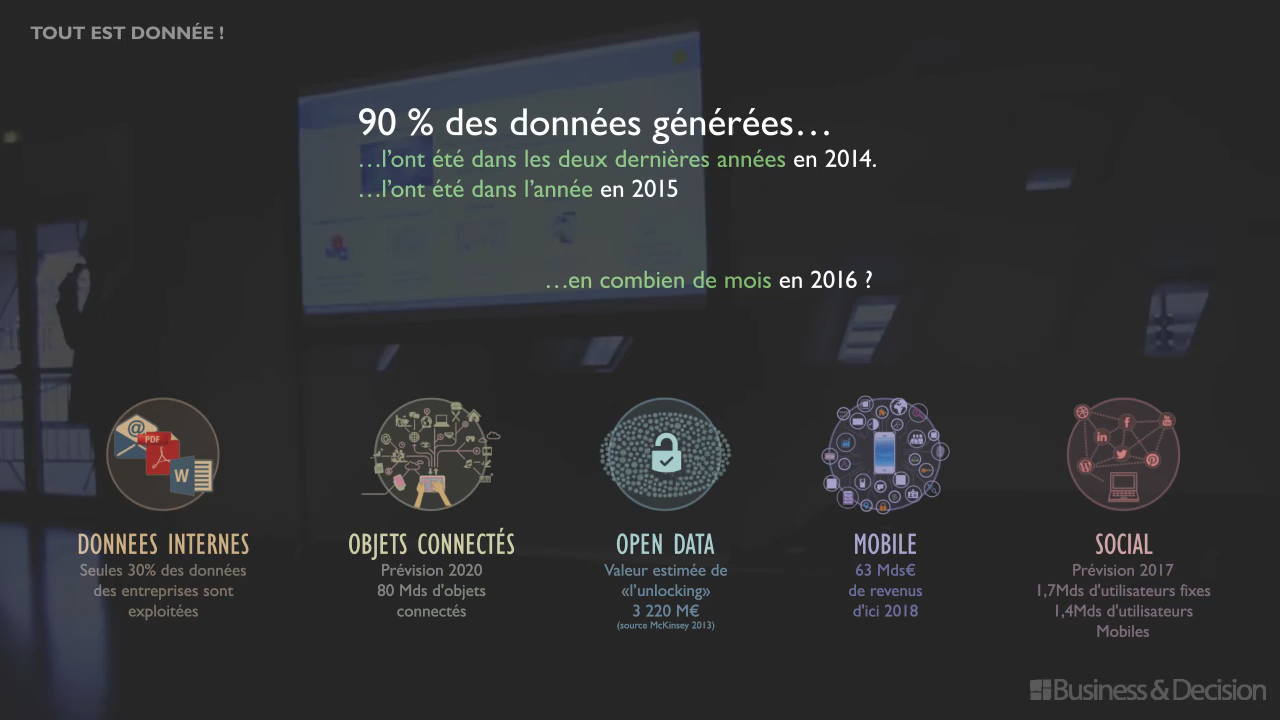 TOUT EST DONNÉE !
90 % des données générées…
…l'ont été dans les deux dernières années en 2014.
…l'ont été dans l'année en 2015
…en combien de mois en 2016 ?
@
PDF
W
DONNEES INTERNES
Seules 30% des données
des entreprises sont
exploitées
OBJETS CONNECTÉS
Prévision 2020
80 Mds d'objets
connectés
OPEN DATA
Valeur estimée de
«l'unlocking»
3 220 M€
(source McKinsey 2013)
MOBILE
63 Mds€
de revenus
d'ici 2018
SOCIAL
Prévision 2017
1,7Mds d'utilisateurs fixes
1,4Mds d'utilisateurs
Mobiles
Business & Decision